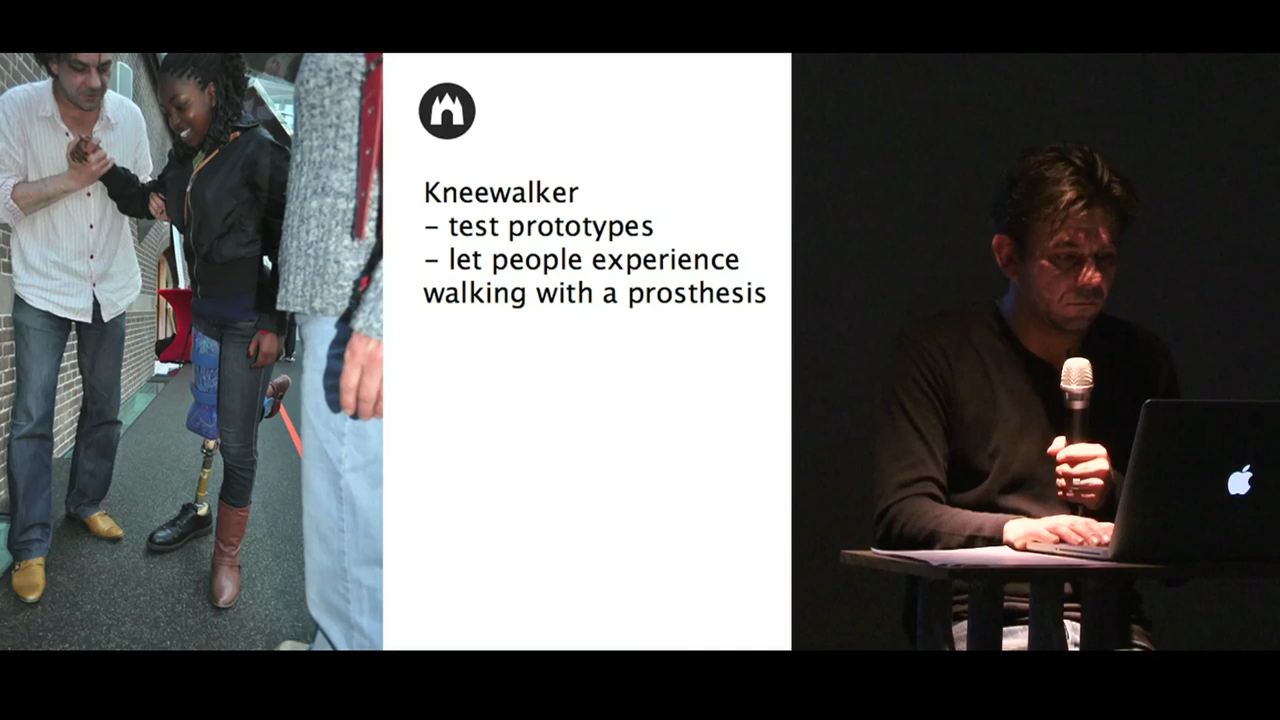 Kneewalker
– test prototypes
– let people experience
walking with a prosthesis